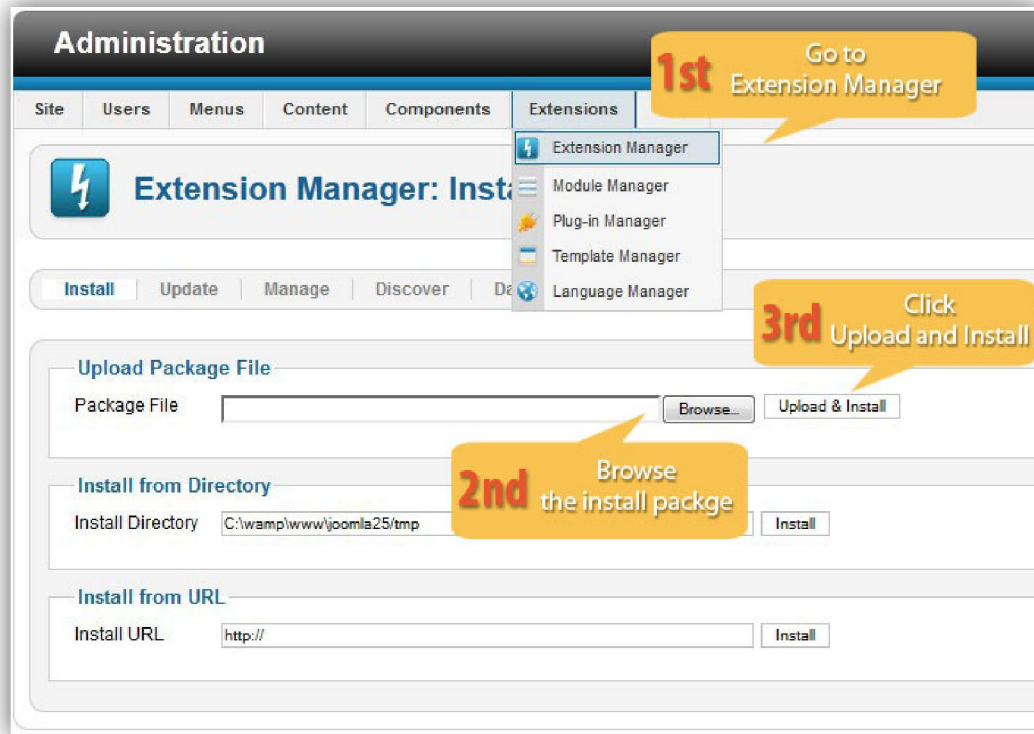 Administration
1st Go to
Extension Manager
Site Users Menus Content Components Extensions
Extension Manager
Extension Manager: Insta
Module Manager
Plug-in Manager
Template Manager
Language Manager
Install Update Manage Discover Da
3rd Click
Upload and Install
Upload Package File
Package File Browse... Upload & Install
2nd Browse
the install packge
Install from Directory
Install Directory C:\wamp\www\joomla25/tmp Install
Install from URL
Install URL http:// Install